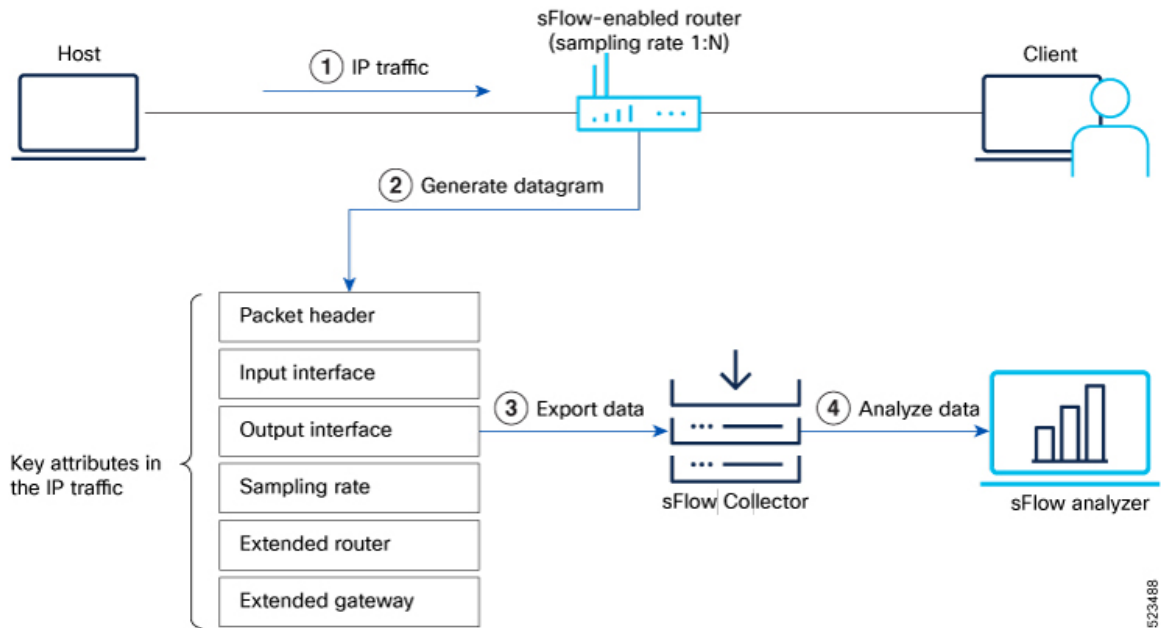 sFlow-enabled router
(sampling rate 1:N)
Host
Client
1 IP traffic
2 Generate datagram
Packet header
Input interface
Output interface
Sampling rate
Extended router
Extended gateway
Key attributes in
the IP traffic
3 Export data
sFlow Collector
4 Analyze data
sFlow analyzer
523488